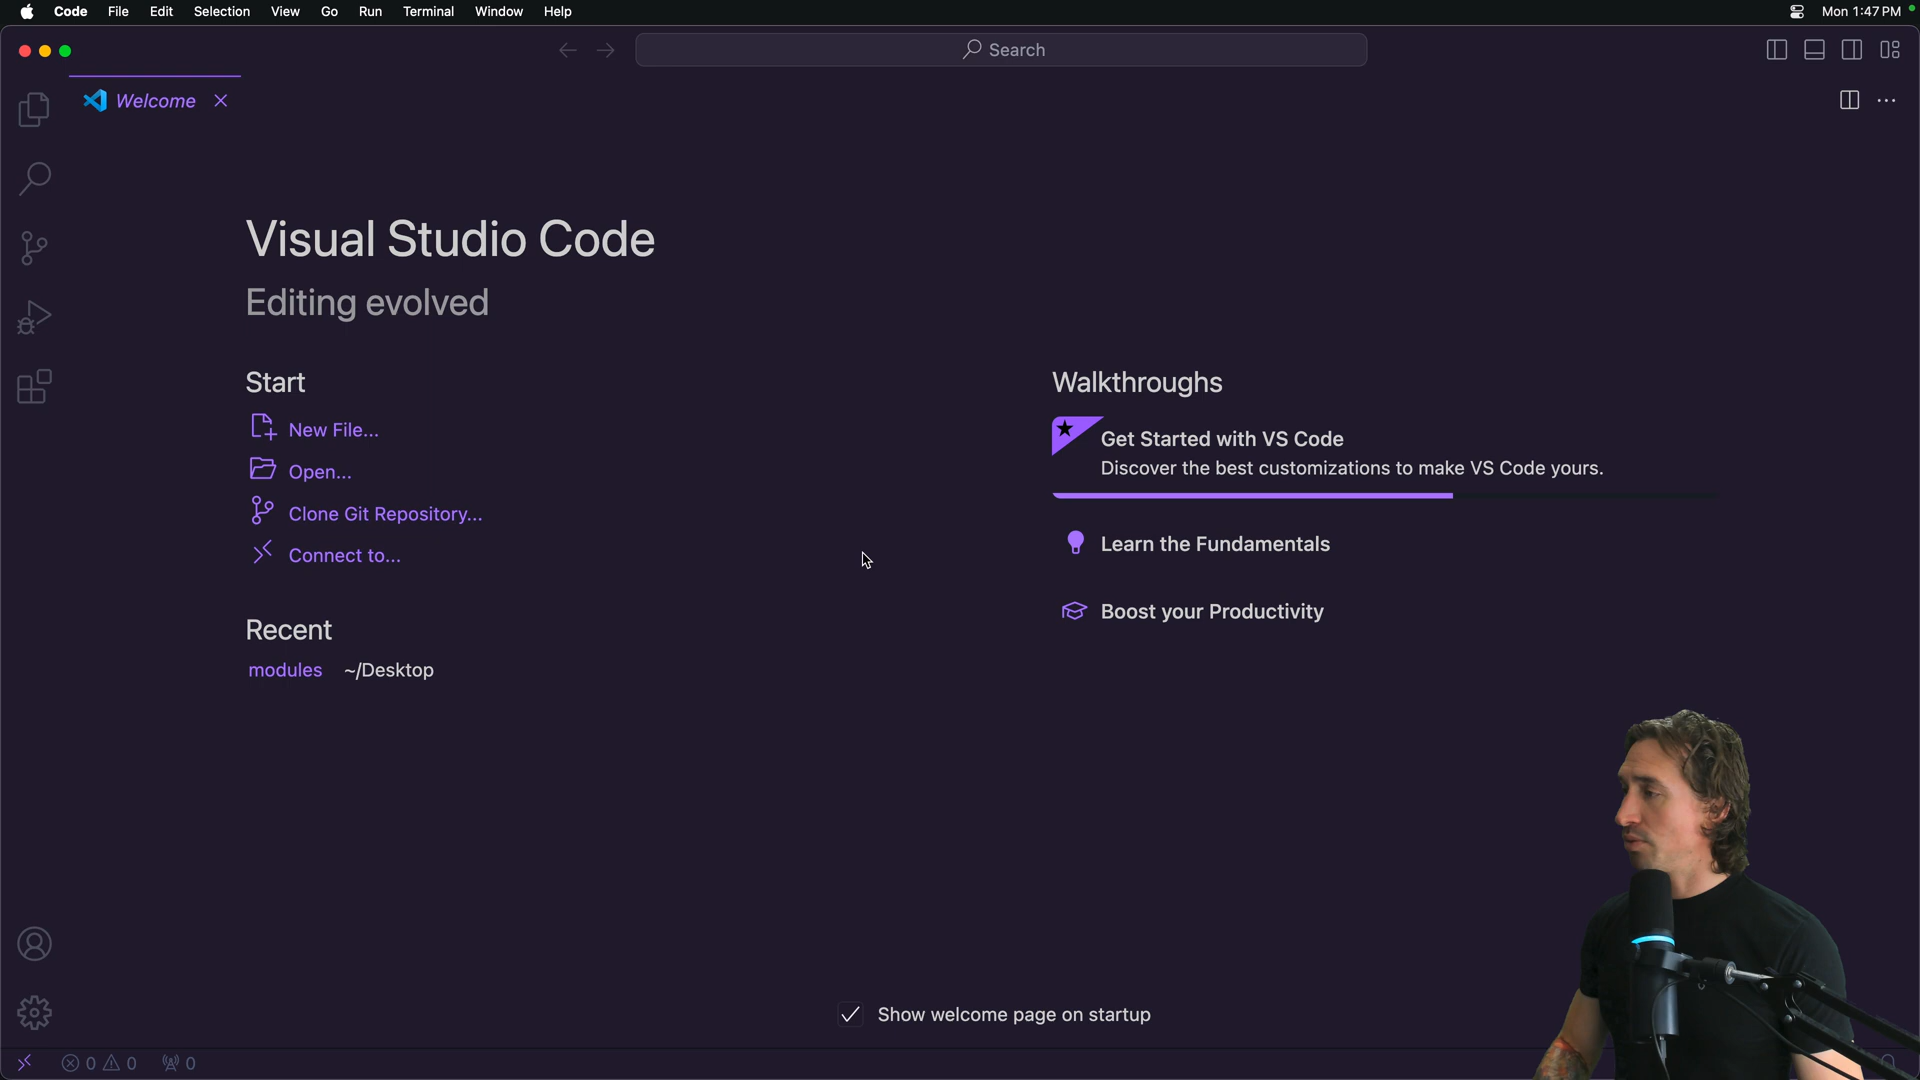 Code File Edit Selection View Go Run Terminal Window Help Mon 1:47 PM
Search
Welcome
Visual Studio Code
Editing evolved
Start
New File...
Open...
Clone Git Repository...
Connect to...
Recent
modules ~/Desktop
Walkthroughs
Get Started with VS Code
Discover the best customizations to make VS Code yours.
Learn the Fundamentals
Boost your Productivity
Show welcome page on startup
0 0 0